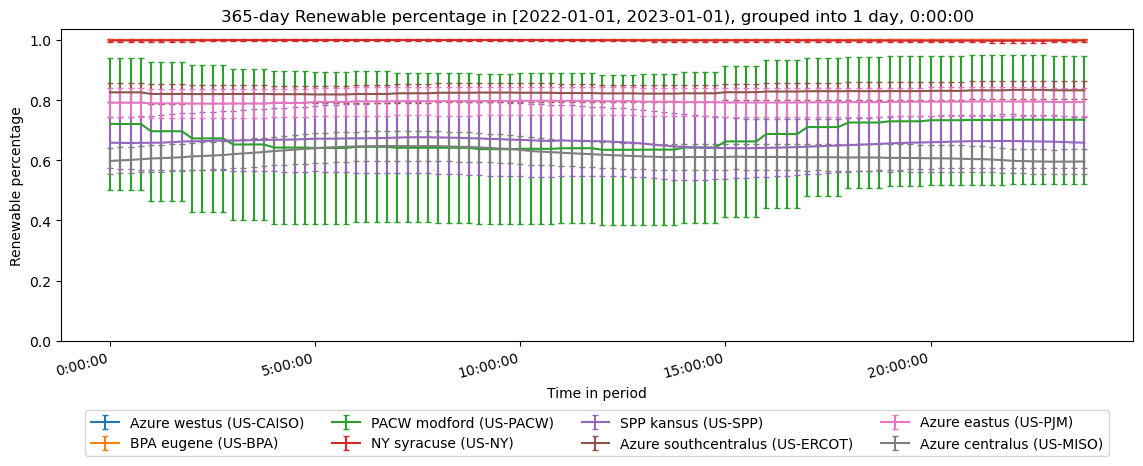 365-day Renewable percentage in [2022-01-01, 2023-01-01), grouped into 1 day, 0:00:00
Renewable percentage
1.0
0.8
0.6
0.4
0.2
0.0
0:00:00
5:00:00
10:00:00
15:00:00
20:00:00
Time in period
Azure westus (US-CAISO)
BPA eugene (US-BPA)
PACW modford (US-PACW)
NY syracuse (US-NY)
SPP kansus (US-SPP)
Azure southcentralus (US-ERCOT)
Azure eastus (US-PJM)
Azure centralus (US-MISO)